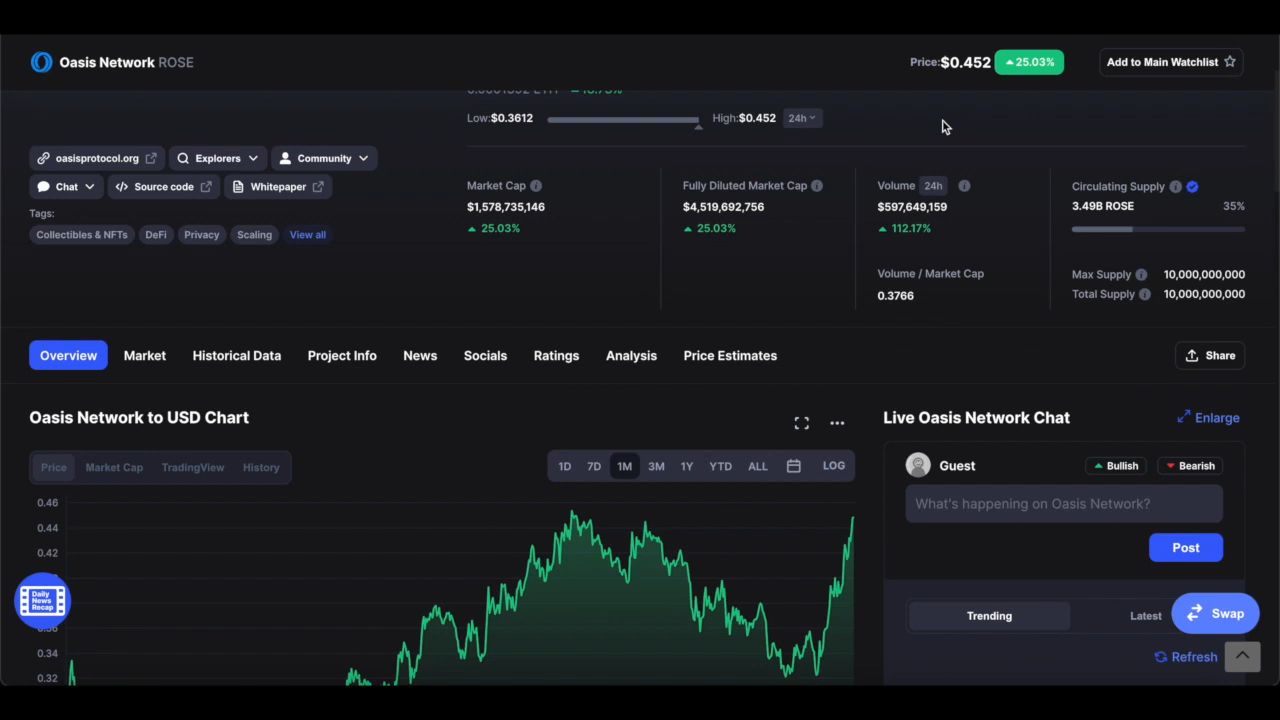 Oasis Network ROSE
Price:$0.452 25.03%
Add to Main Watchlist
Low:$0.3612
High:$0.452 24h
oasisprotocol.org Explorers Community
Chat Source code Whitepaper
Tags:
Collectibles & NFTs DeFi Privacy Scaling View all
Market Cap
$1,578,735,146
25.03%
Fully Diluted Market Cap
$4,519,692,756
25.03%
Volume 24h
$597,649,159
112.17%
Volume / Market Cap
0.3766
Circulating Supply
3.49B ROSE 35%
Max Supply 10,000,000,000
Total Supply 10,000,000,000
Overview Market Historical Data Project Info News Socials Ratings Analysis Price Estimates Share
Oasis Network to USD Chart
Price Market Cap TradingView History
1D 7D 1M 3M 1Y YTD ALL LOG
0.46
0.44
0.42
0.34
0.32
Daily
News
Recap
Live Oasis Network Chat Enlarge
Guest Bullish Bearish
What's happening on Oasis Network?
Post
Trending Latest
Swap
Refresh